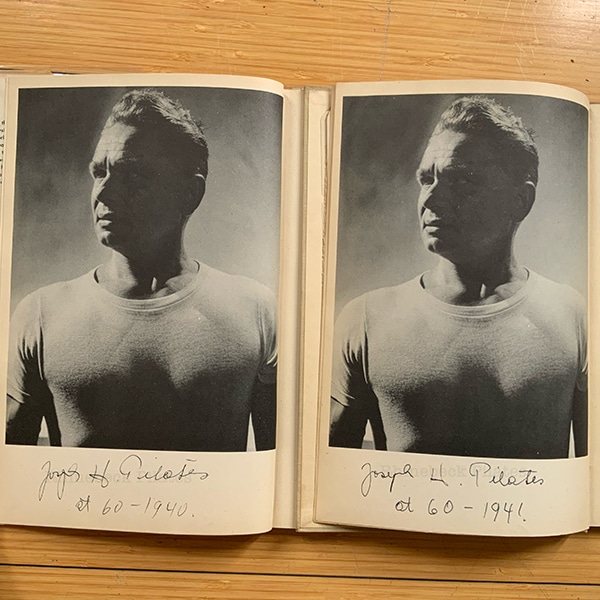 Joseph H Pilates
at 60-1940.
Joseph H. Pilates
at 60 - 1941.